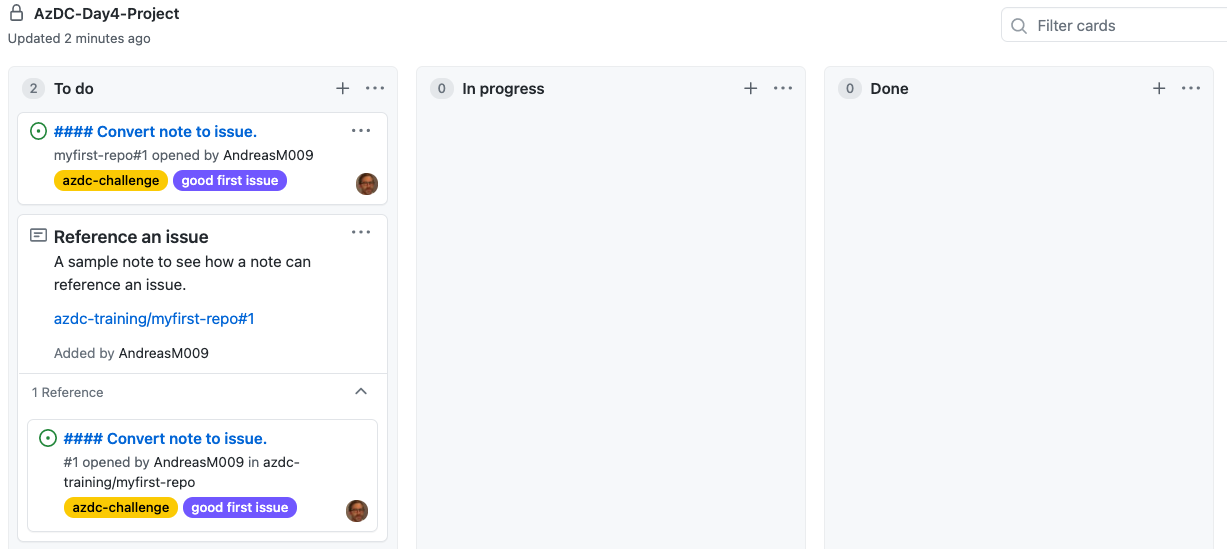 AzDC-Day4-Project
Updated 2 minutes ago
Filter cards
2 To do
#### Convert note to issue.
myfirst-repo#1 opened by AndreasM009
azdc-challenge good first issue
Reference an issue
A sample note to see how a note can
reference an issue.
azdc-training/myfirst-repo#1
Added by AndreasM009
1 Reference
#### Convert note to issue.
#1 opened by AndreasM009 in azdc-
training/myfirst-repo
azdc-challenge good first issue
0 In progress
0 Done